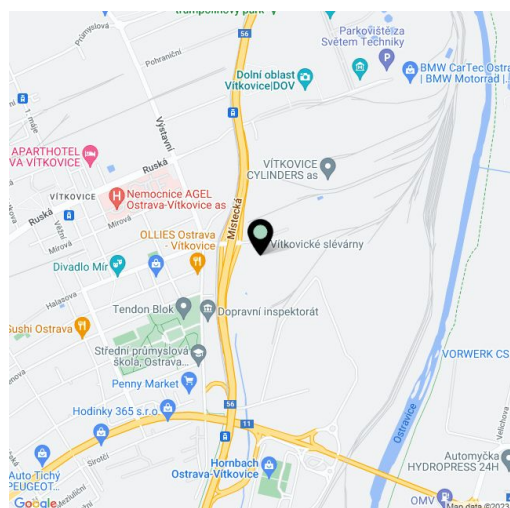 trampolínový park
56
Průmyslová
Pohraniční
Parkoviště za
Světem Techniky
Dolní oblast
Vítkovice|DOV
BMW CarTec Ostra
| BMW Motorrad |...
1. máje
Výstavní
APARTHOTEL
VA VÍTKOVICE
Ruská
VÍTKOVICE
CYLINDERS as
VÍTKOVICE
Nemocnice AGEL
Ostrava-Vítkovice as
Ruská
Mírová
Věžní
Místecká
Mírová
OLLIES Ostrava
- Vítkovice
Vítkovické slévárny
Divadlo Mír
Halasova
Tendon Blok
Dopravní inspektorát
Sushi Ostrava
Střední průmyslová
škola, Ostrava...
VORWERK CS
Penny Market
56
Hodinky 365 s.r.o.
11
Ostravice
Sirotčí
Hornbach
Ostrava-Vítkovice
Automyčka
HYDROPRESS 24H
Auto Tichý
PEUGEOT...
OMV
Google
Map data ©2023